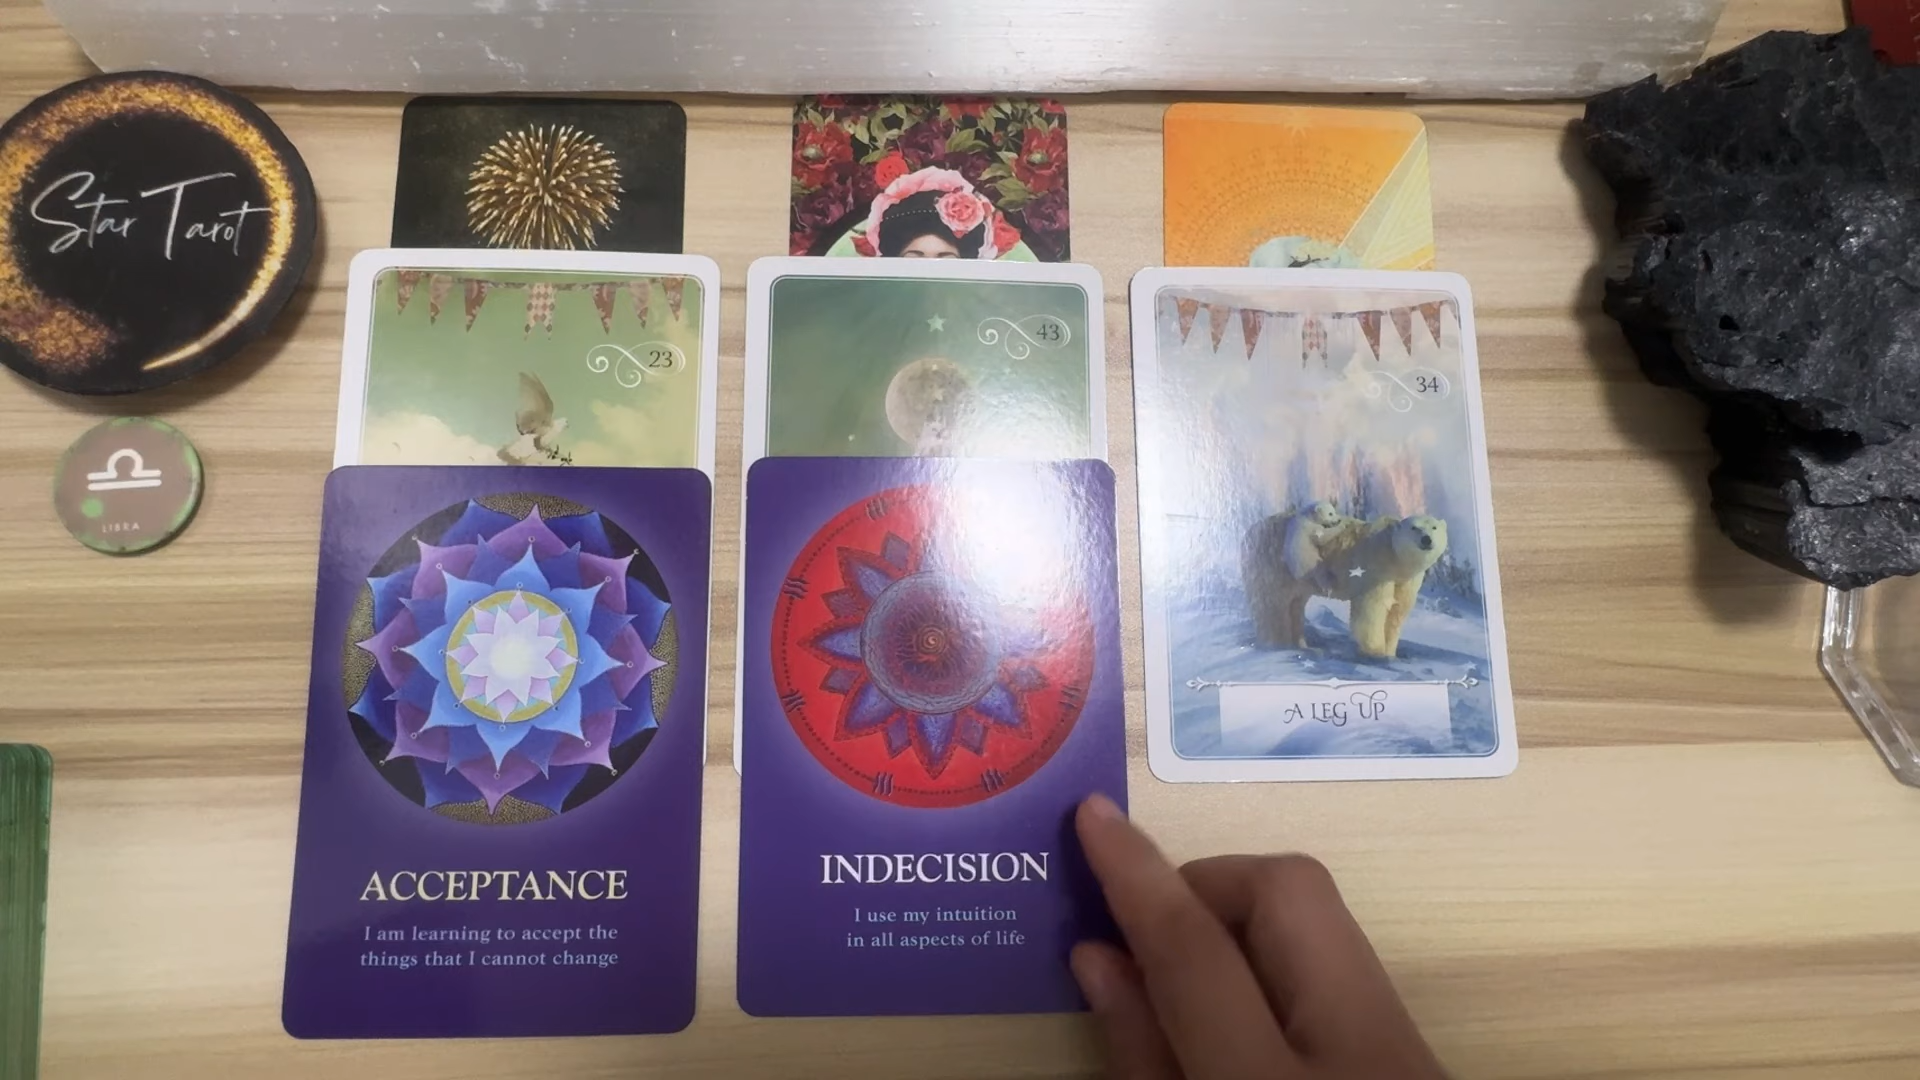 Star Tarot
23
43
34
LIBRA
A LEG UP
ACCEPTANCE
I am learning to accept the
things that I cannot change
INDECISION
I use my intuition
in all aspects of life